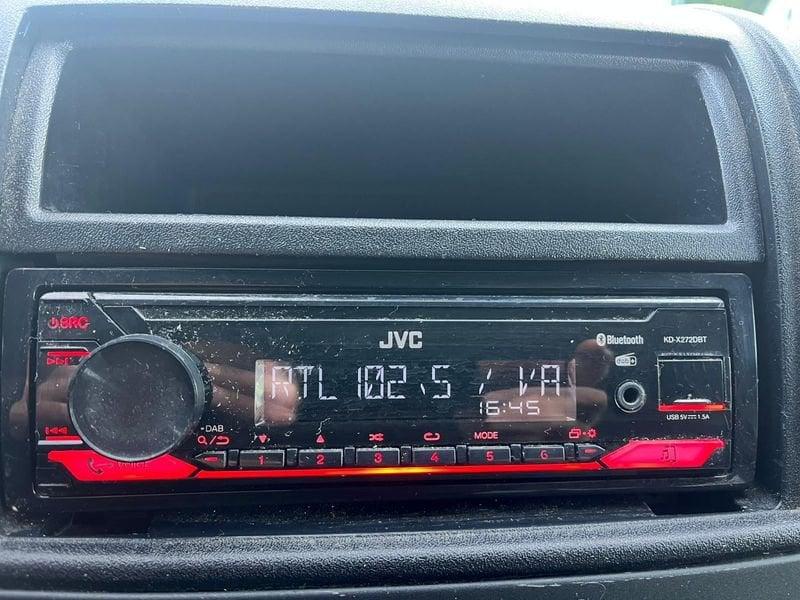 JVC
Bluetooth
KD-X272DBT
SRC
dab+
RTL 102.5 / VA
16:45
USB 5V 1.5A
DAB
MODE
1 2 3 4 5 6